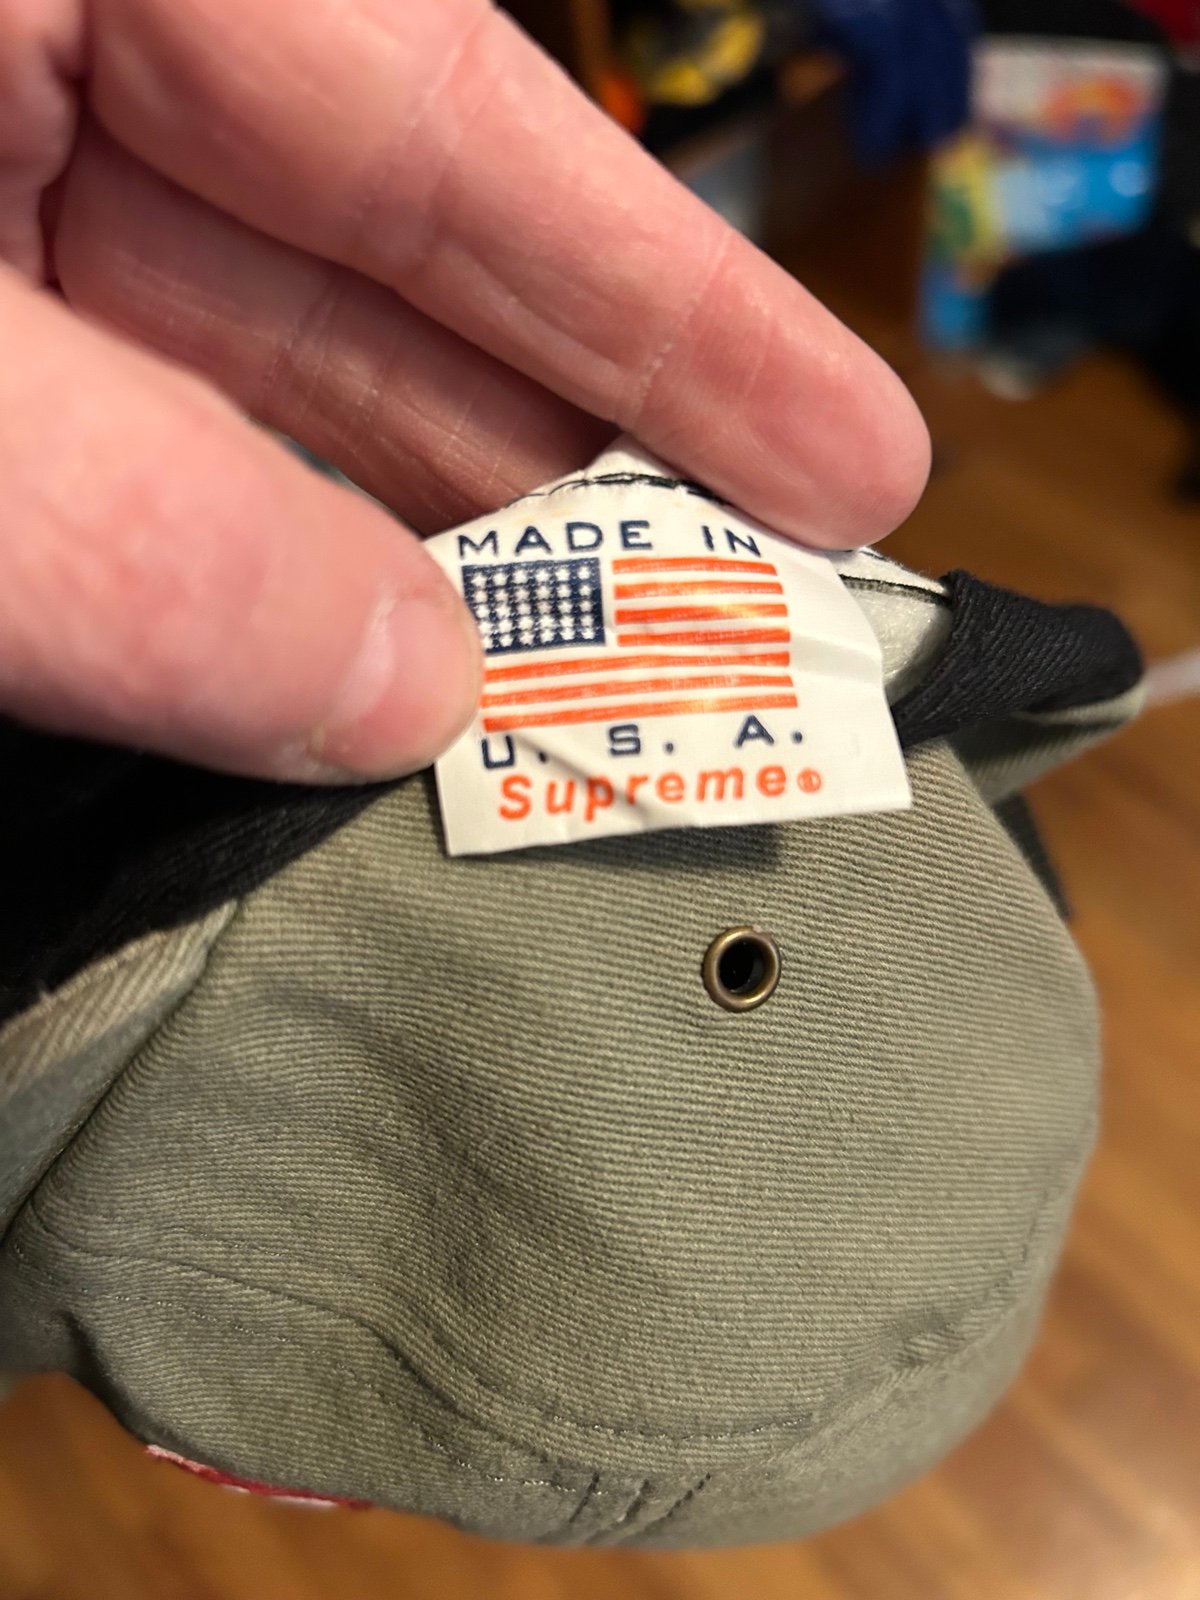 MADE IN
U. S. A.
Supreme®